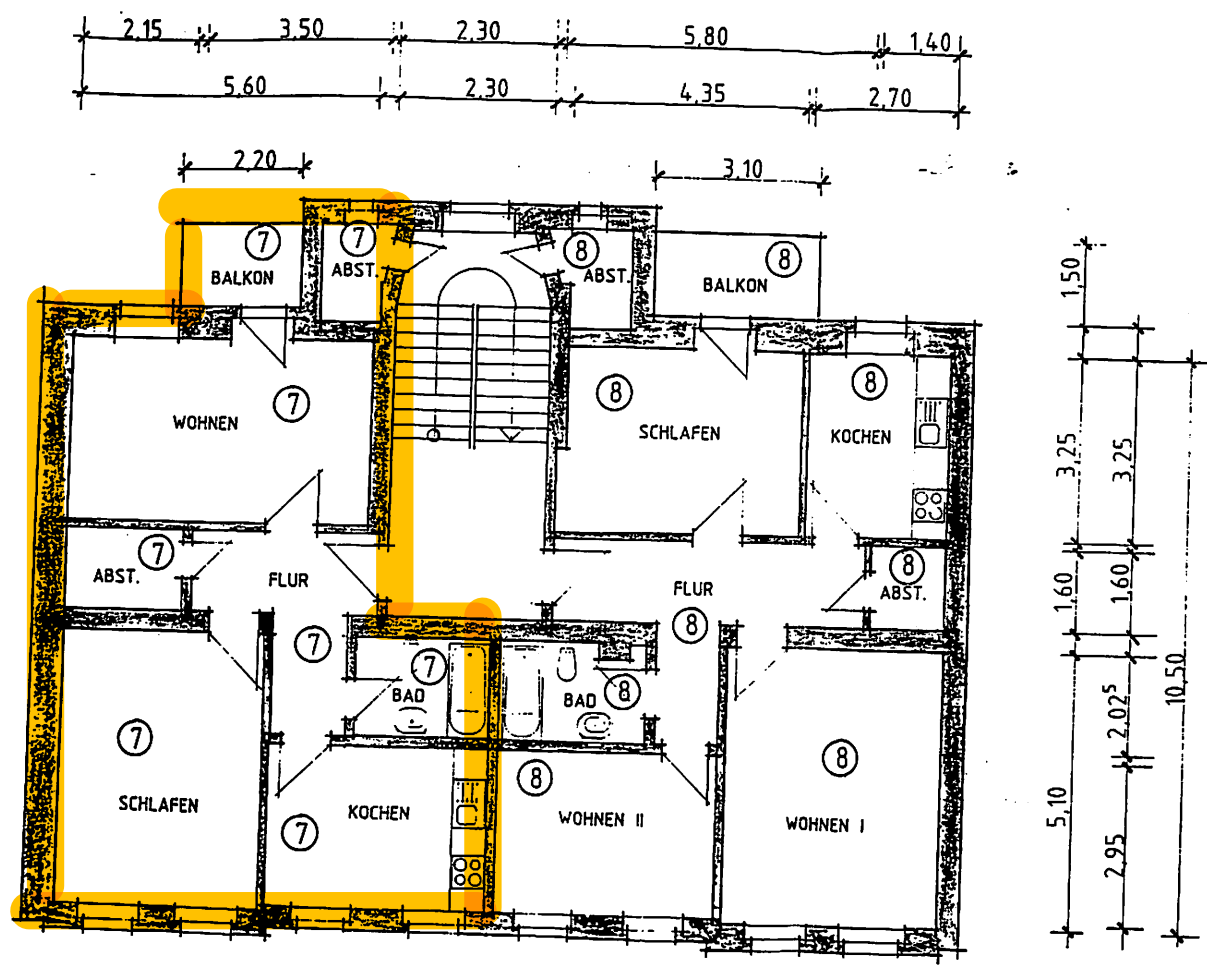 2,15 3,50 2,30 5,80 1,40
5,60 2,30 4,35 2,70
2,20 3,10
7 7 8 8
BALKON ABST. ABST. BALKON
1,50
7 8 8
WOHNEN SCHLAFEN KOCHEN
3,25 3,25
7 8
ABST. FLUR FLUR ABST.
1,60 1,60
7 7 8
BAD BAD 8
10,50
2,02⁵
7 8 8
SCHLAFEN KOCHEN WOHNEN II WOHNEN I
7
5,10 2,95